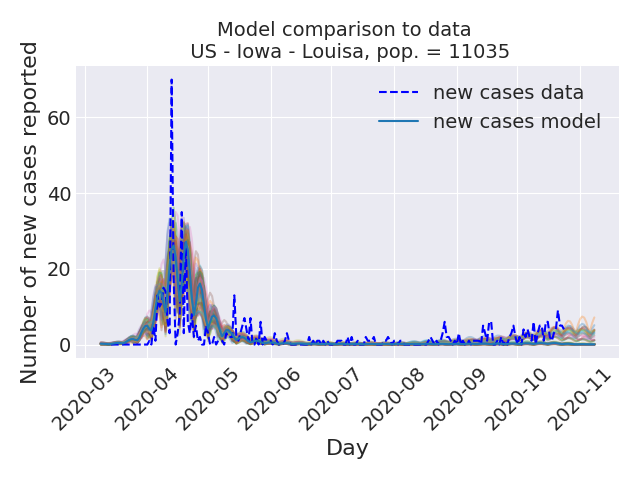 Model comparison to data
US - Iowa - Louisa, pop. = 11035
Number of new cases reported
60
40
20
0
new cases data
new cases model
2020-03
2020-04
2020-05
2020-06
2020-07
2020-08
2020-09
2020-10
2020-11
Day